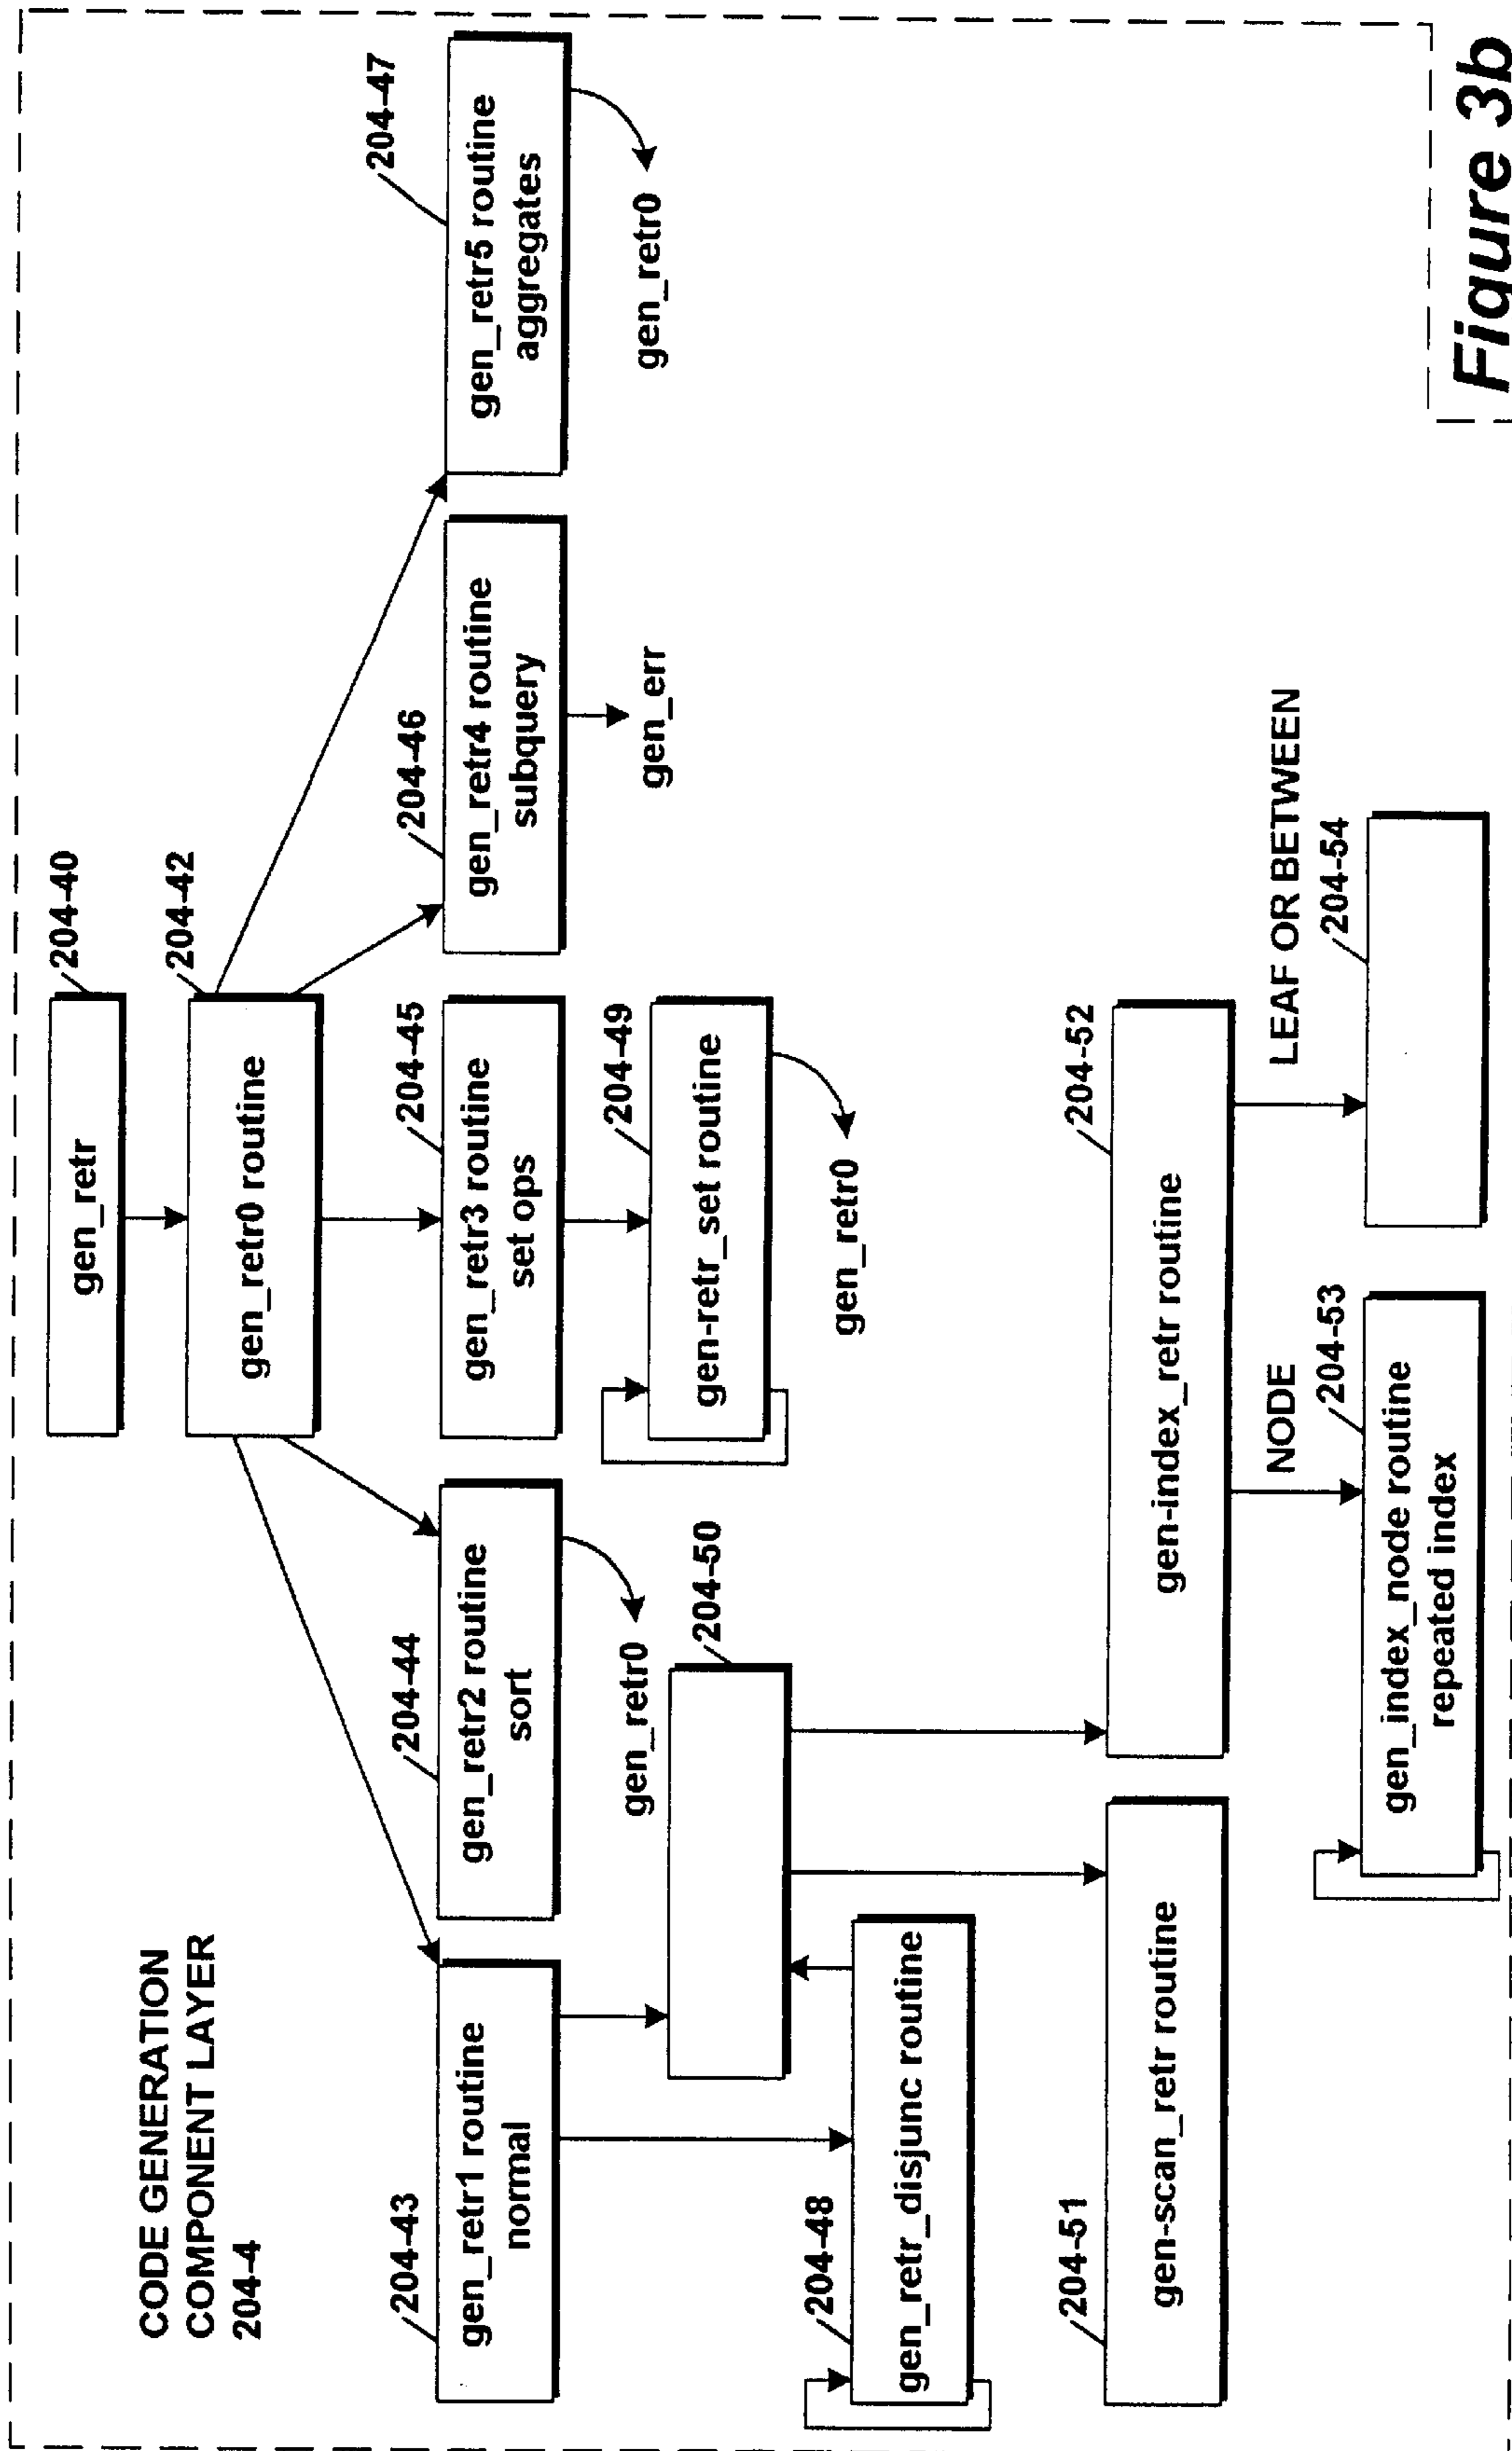 CODE GENERATION
COMPONENT LAYER
204-4
204-40
gen_retr
204-42
gen_retr0 routine
204-43
gen_retr1 routine
normal
204-44
gen_retr2 routine
sort
gen_retr0
204-45
gen_retr3 routine
set ops
204-46
gen_retr4 routine
subquery
gen_err
204-47
gen_retr5 routine
aggregates
gen_retr0
204-49
gen-retr_set routine
gen_retr0
204-50
204-48
gen_retr_disjunc routine
204-51
gen-scan_retr routine
204-52
gen-index_retr routine
NODE
LEAF OR BETWEEN
204-53
gen_index_node routine
repeated index
204-54
Figure 3b